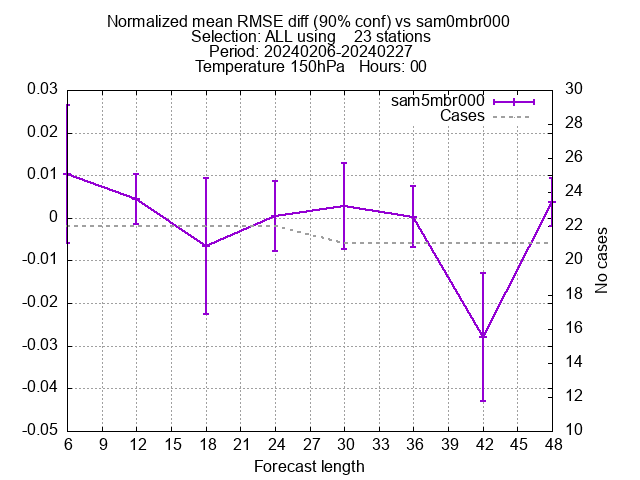 Normalized mean RMSE diff (90% conf) vs sam0mbr000
Selection: ALL using    23 stations
Period: 20240206-20240227
Temperature 150hPa   Hours: 00
sam5mbr000
Cases
0.03
0.02
0.01
0
-0.01
-0.02
-0.03
-0.04
-0.05
30
28
26
24
22
20
18
16
14
12
10
No cases
6 9 12 15 18 21 24 27 30 33 36 39 42 45 48
Forecast length